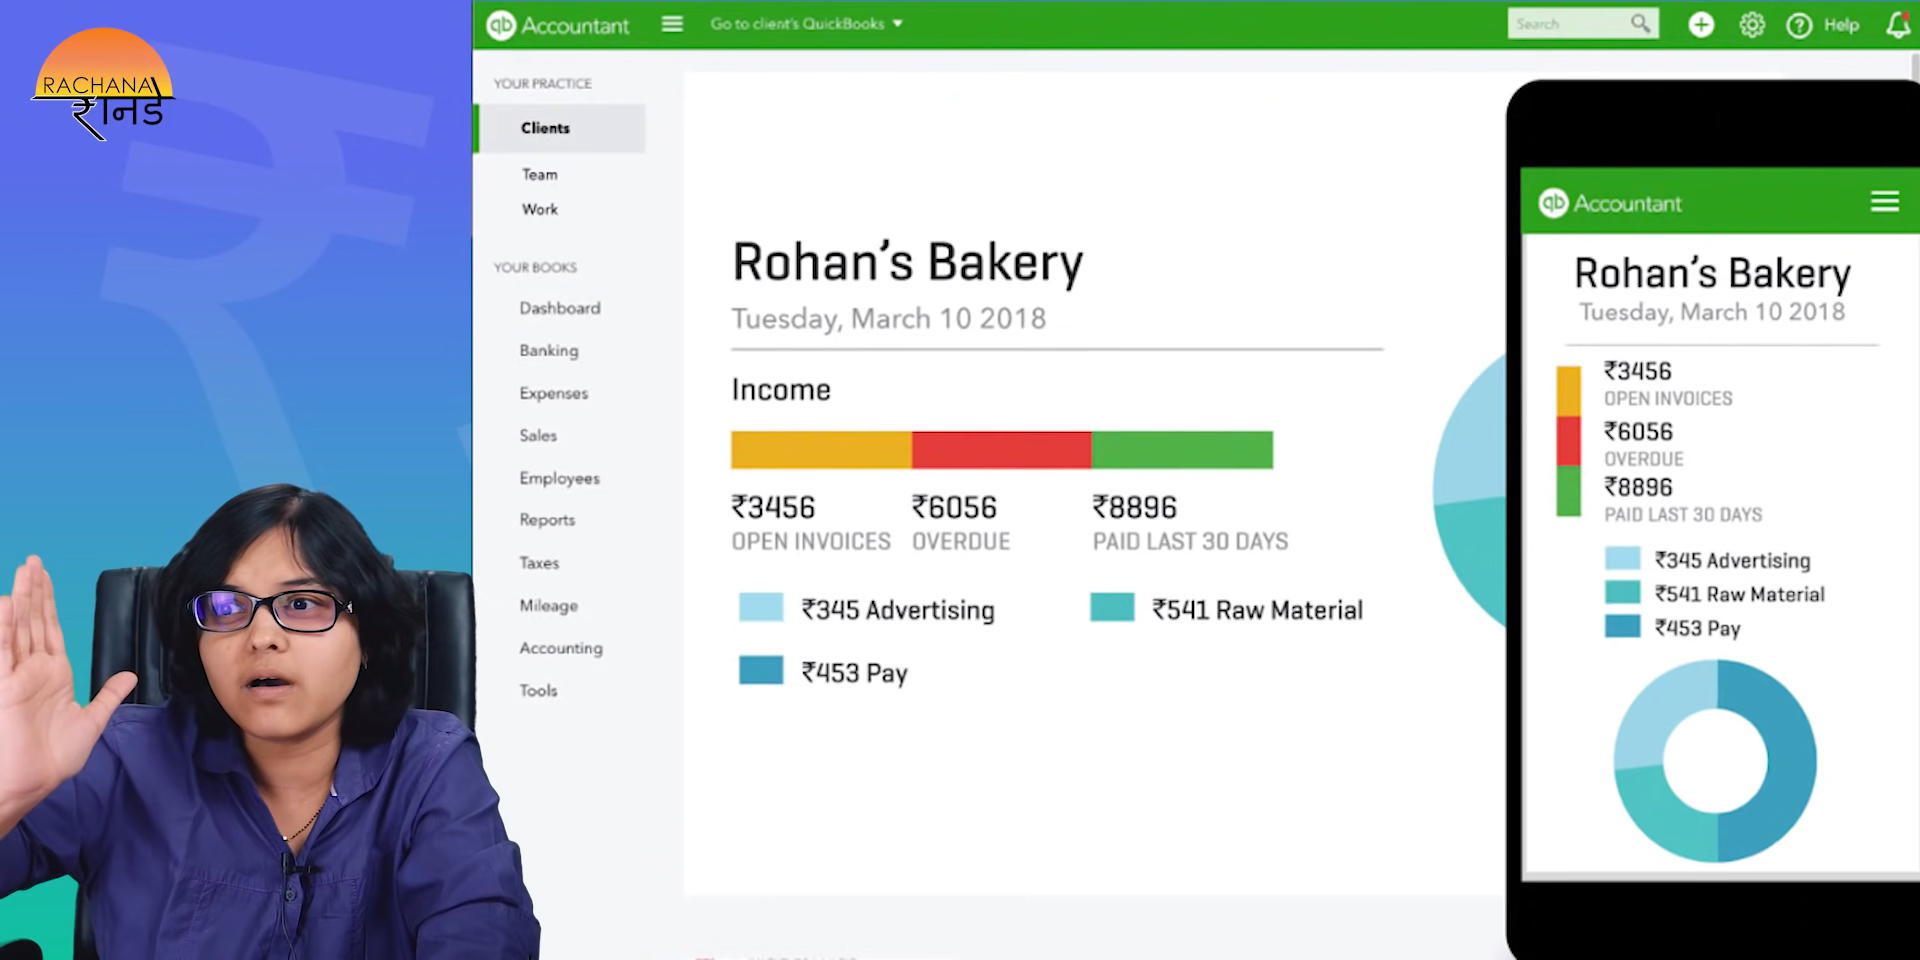 RACHANA
रानडे
qb Accountant
Go to client's QuickBooks
Search
Help
YOUR PRACTICE
Clients
Team
Work
YOUR BOOKS
Dashboard
Banking
Expenses
Sales
Employees
Reports
Taxes
Mileage
Accounting
Tools
Rohan's Bakery
Tuesday, March 10 2018
Income
₹3456 ₹6056 ₹8896
OPEN INVOICES OVERDUE PAID LAST 30 DAYS
₹345 Advertising ₹541 Raw Material
₹453 Pay
qb Accountant
Rohan's Bakery
Tuesday, March 10 2018
₹3456
OPEN INVOICES
₹6056
OVERDUE
₹8896
PAID LAST 30 DAYS
₹345 Advertising
₹541 Raw Material
₹453 Pay